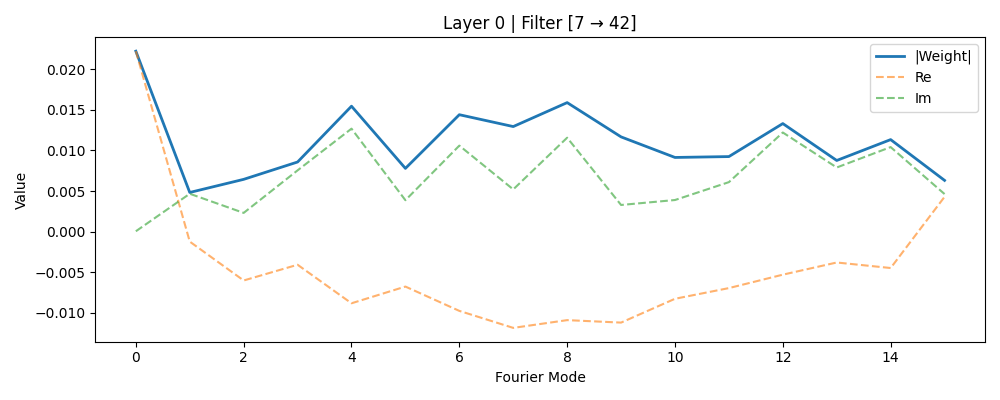 Layer 0 | Filter [7 → 42]
|Weight|
Re
Im
Value
0.020
0.015
0.010
0.005
0.000
−0.005
−0.010
0 2 4 6 8 10 12 14
Fourier Mode